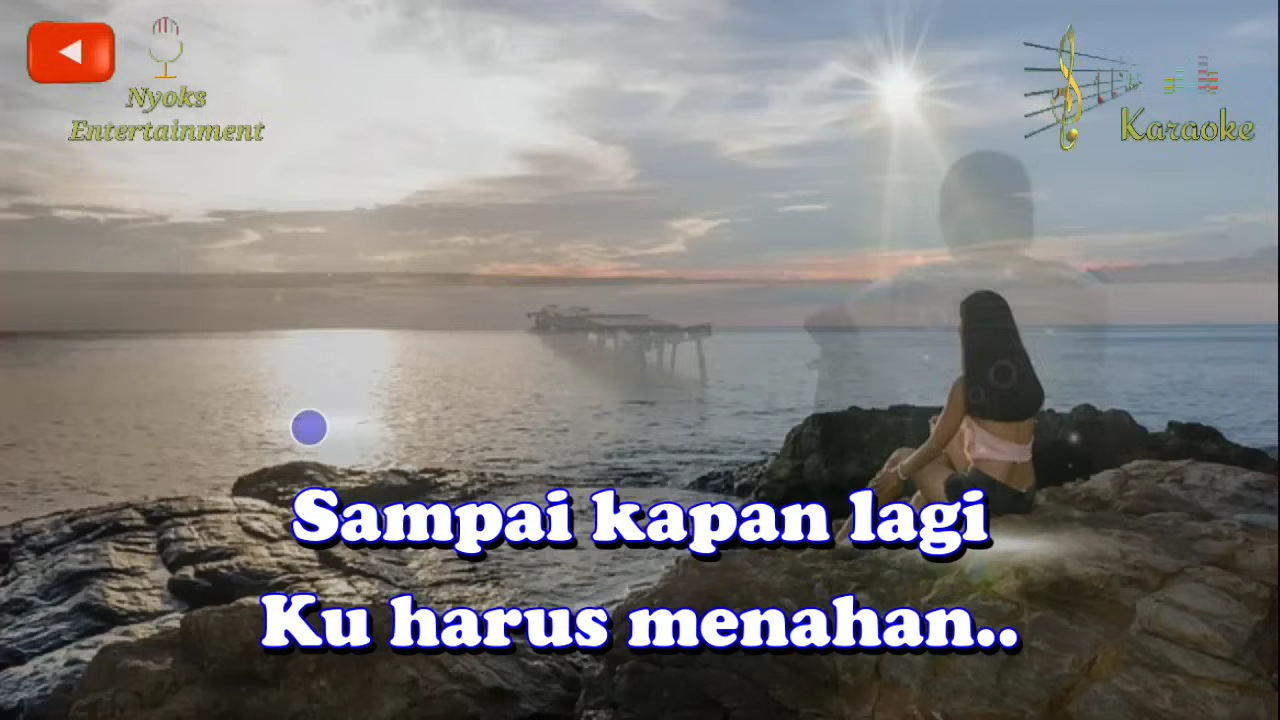 Nyoks
Entertainment
Karaoke
Sampai kapan lagi
Ku harus menahan..